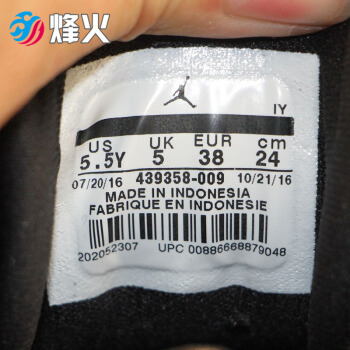 烽火
IY
US UK EUR cm
5.5Y 5 38 24
07/20/16 439358-009 10/21/16
MADE IN INDONESIA
FABRIQUE EN INDONESIE
202052307 UPC 00886668879048